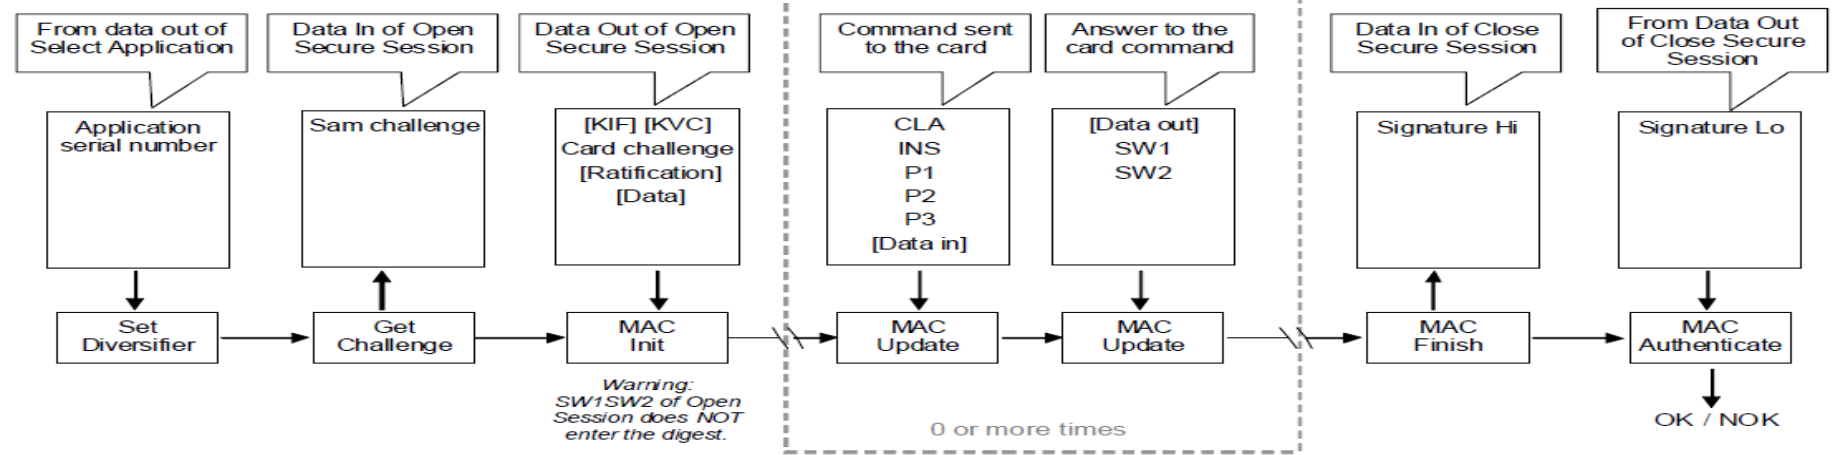 From data out of
Select Application
Data In of Open
Secure Session
Data Out of Open
Secure Session
Command sent
to the card
Answer to the
card command
Data In of Close
Secure Session
From Data Out
of Close Secure
Session
Application
serial number
Sam challenge
[KIF] [KVC]
Card challenge
[Ratification]
[Data]
CLA
INS
P1
P2
P3
[Data in]
[Data out]
SW1
SW2
Signature Hi
Signature Lo
Set
Diversifier
Get
Challenge
MAC
Init
MAC
Update
MAC
Update
MAC
Finish
MAC
Authenticate
Warning:
SW1SW2 of Open
Session does NOT
enter the digest.
0 or more times
OK / NOK